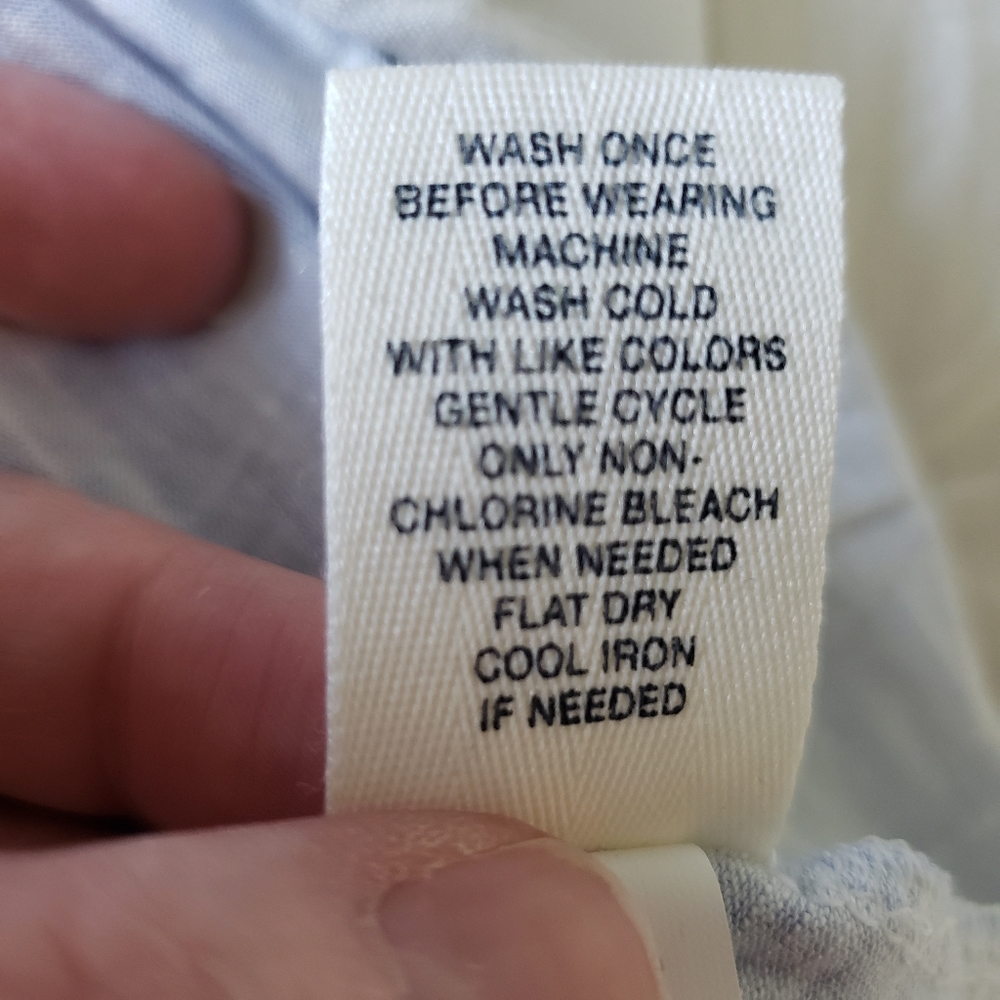 WASH ONCE
BEFORE WEARING
MACHINE
WASH COLD
WITH LIKE COLORS
GENTLE CYCLE
ONLY NON-
CHLORINE BLEACH
WHEN NEEDED
FLAT DRY
COOL IRON
IF NEEDED